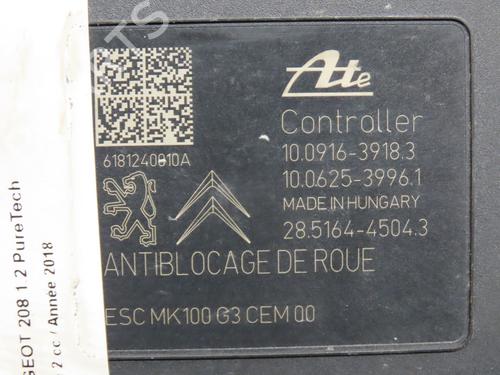 Ate
Controller
10.0916-3918.3
10.0625-3996.1
MADE IN HUNGARY
28.5164-4504.3
6181240810A
ANTIBLOCAGE DE ROUE
ESC MK100 G3 CEM 00
208 1.2 PureTech
2 cc / Année 2018